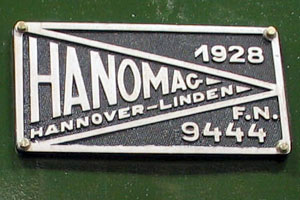 1928
HANOMAG
HANNOVER-LINDEN
F.N.
9444